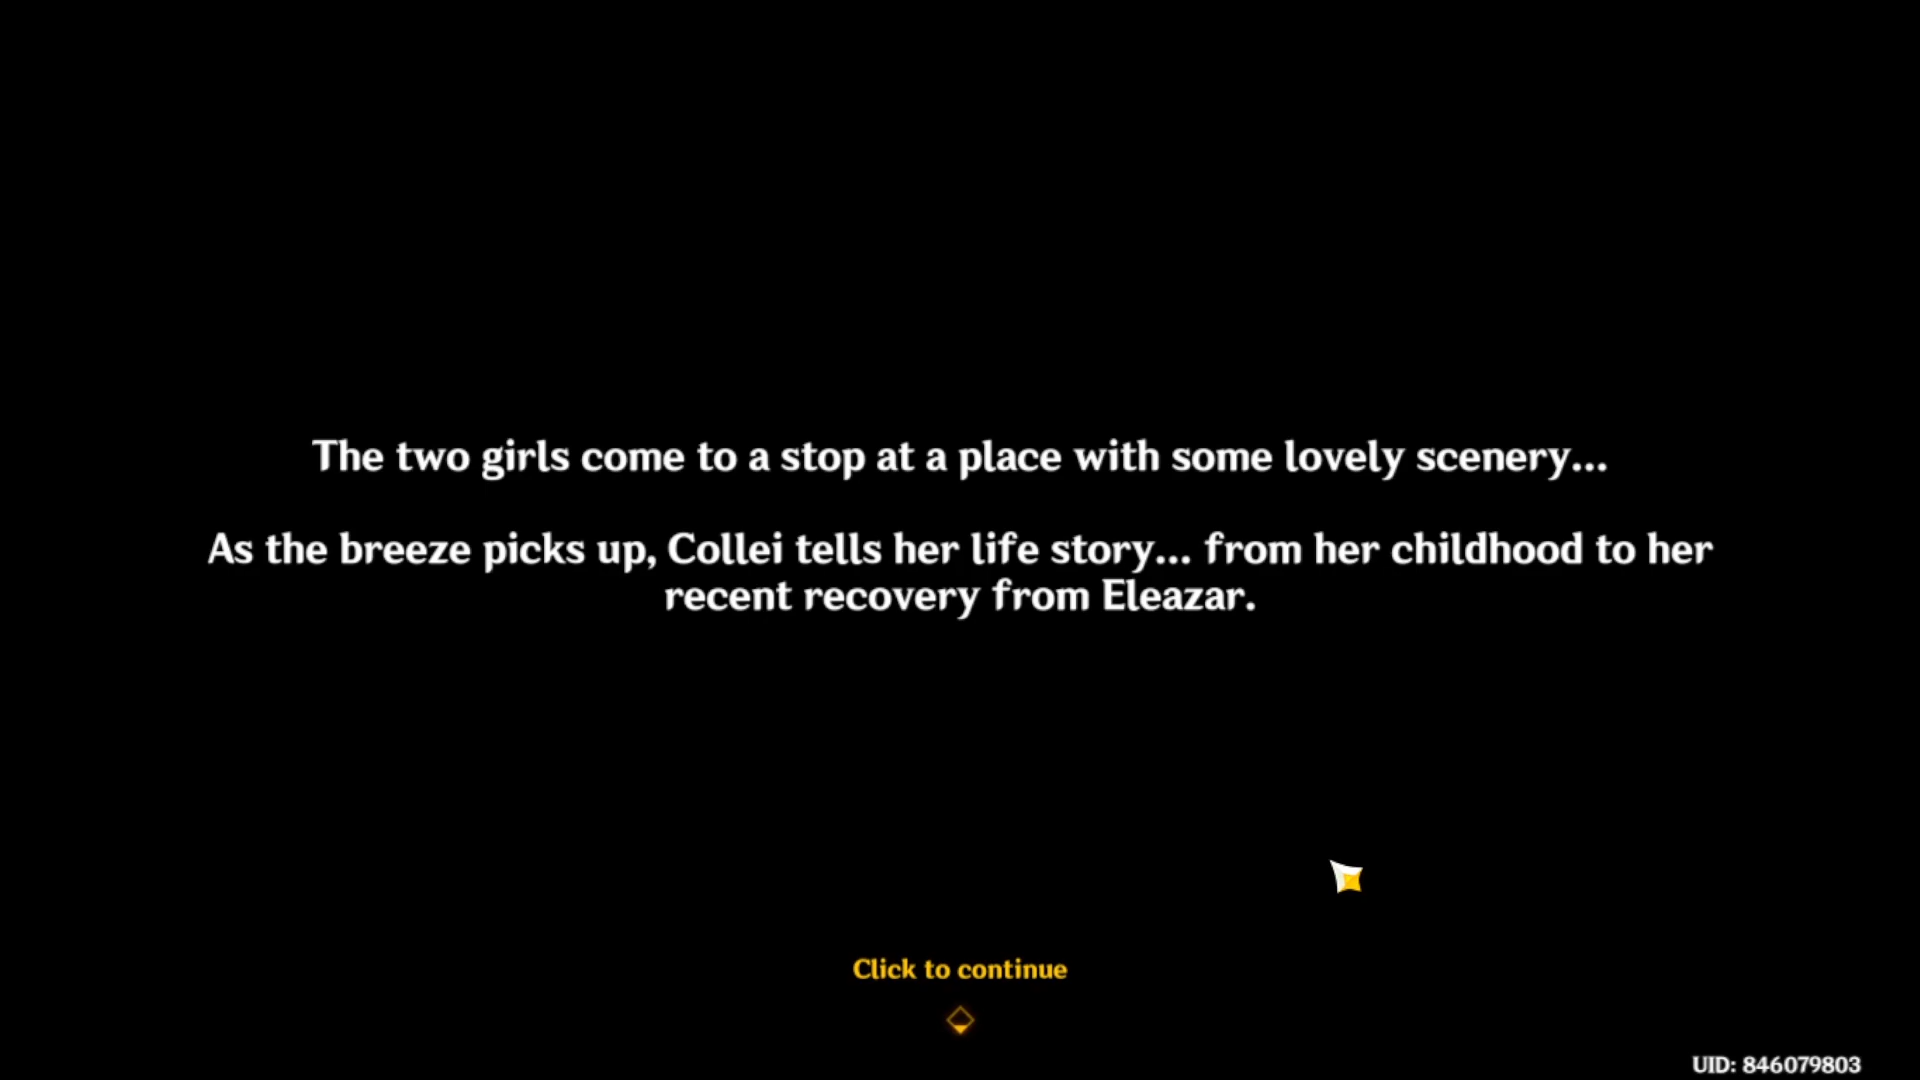 The two girls come to a stop at a place with some lovely scenery...
As the breeze picks up, Collei tells her life story... from her childhood to her
recent recovery from Eleazar.
Click to continue
UID: 846079803